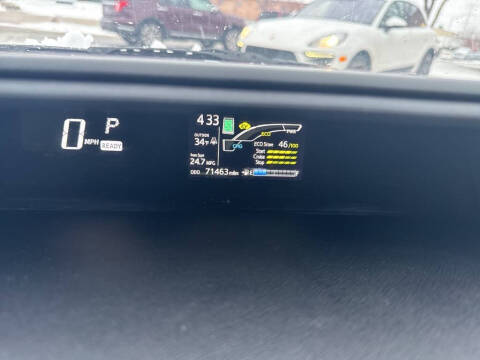 0 MPH
P
READY
4:33
OUTSIDE
34°F
24.7 MPG
ODO 71463 miles
CHG
ECO
PWR
ECO Score 46/100
Start
Cruise
Stop
E